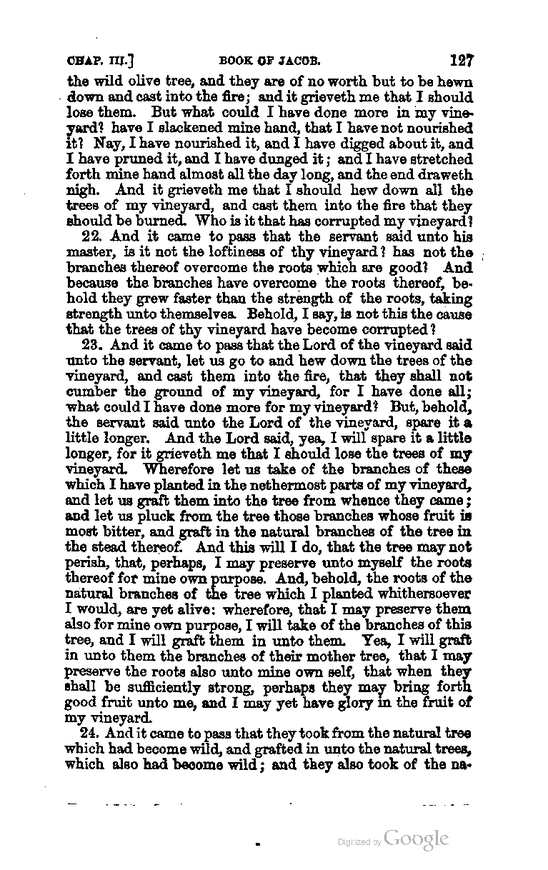 CHAP. III.] BOOK OF JACOB. 127
the wild olive tree, and they are of no worth but to be hewn
down and cast into the fire; and it grieveth me that I should
lose them. But what could I have done more in my vine-
yard? have I slackened mine hand, that I have not nourished
it? Nay, I have nourished it, and I have digged about it, and
I have pruned it, and I have dunged it; and I have stretched
forth mine hand almost all the day long, and the end draweth
nigh. And it grieveth me that I should hew down all the
trees of my vineyard, and cast them into the fire that they
should be burned. Who is it that has corrupted my vineyard?
22. And it came to pass that the servant said unto his
master, is it not the loftiness of thy vineyard? has not the
branches thereof overcome the roots which are good? And
because the branches have overcome the roots thereof, be-
hold they grew faster than the strength of the roots, taking
strength unto themselves. Behold, I say, is not this the cause
that the trees of thy vineyard have become corrupted?
23. And it came to pass that the Lord of the vineyard said
unto the servant, let us go to and hew down the trees of the
vineyard, and cast them into the fire, that they shall not
cumber the ground of my vineyard, for I have done all;
what could I have done more for my vineyard? But, behold,
the servant said unto the Lord of the vineyard, spare it a
little longer. And the Lord said, yea, I will spare it a little
longer, for it grieveth me that I should lose the trees of my
vineyard. Wherefore let us take of the branches of these
which I have planted in the nethermost parts of my vineyard,
and let us graft them into the tree from whence they came;
and let us pluck from the tree those branches whose fruit is
most bitter, and graft in the natural branches of the tree in
the stead thereof. And this will I do, that the tree may not
perish, that, perhaps, I may preserve unto myself the roots
thereof for mine own purpose. And, behold, the roots of the
natural branches of the tree which I planted whithersoever
I would, are yet alive: wherefore, that I may preserve them
also for mine own purpose, I will take of the branches of this
tree, and I will graft them in unto them. Yea, I will graft
in unto them the branches of their mother tree, that I may
preserve the roots also unto mine own self, that when they
shall be sufficiently strong, perhaps they may bring forth
good fruit unto me, and I may yet have glory in the fruit of
my vineyard.
24. And it came to pass that they took from the natural tree
which had become wild, and grafted in unto the natural trees,
which also had become wild; and they also took of the na-
Digitized by Google